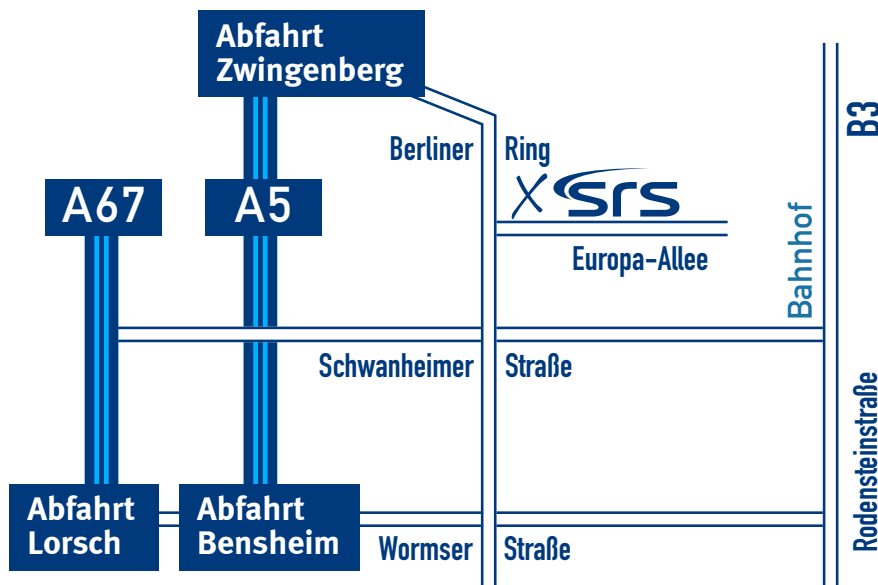 Abfahrt
Zwingenberg
B3
Berliner Ring
A67
A5
X srs
Bahnhof
Europa-Allee
Schwanheimer Straße
Rodensteinstraße
Abfahrt
Lorsch
Abfahrt
Bensheim
Wormser Straße